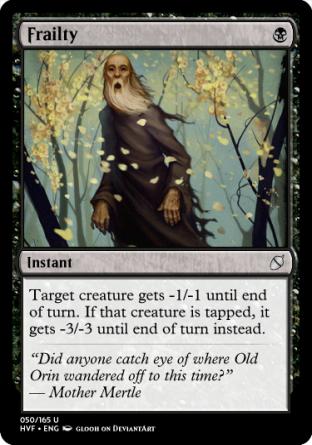 Frailty
Instant
Target creature gets -1/-1 until end
of turn. If that creature is tapped, it
gets -3/-3 until end of turn instead.
“Did anyone catch eye of where Old
Orin wandered off to this time?”
— Mother Mertle
050/165 U
HVF • ENG glooh on DeviantArt